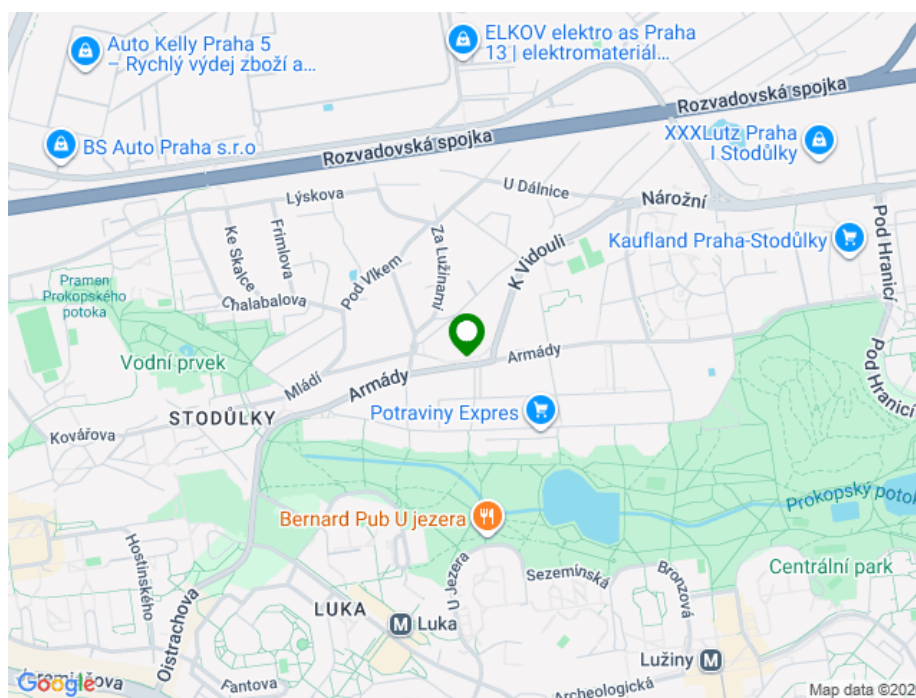 Auto Kelly Praha 5
– Rychlý výdej zboží a...
ELKOV elektro as Praha
13 | elektromateriál...
Rozvadovská spojka
XXXLutz Praha
I Stodůlky
Rozvadovská spojka
BS Auto Praha s.r.o
Lýskova
U Dálnice
Nárožní
Pod Hranicí
Kaufland Praha-Stodůlky
Ke Skalce
Frimlova
Za Lužinami
K Vidouli
Pod Vlkem
Pramen
Prokopského
potoka
Chalabalova
Vodní prvek
Mládí
Armády
Armády
Pod Hranicí
STODŮLKY
Potraviny Expres
Kovářova
Prokopský potok
Bernard Pub U jezera
Hostinského
Centrální park
Sezemínská
Bronzová
U Jezera
LUKA
Luka
Oistrachova
Lužiny
Google
Fantova
Archeologická
Map data ©202